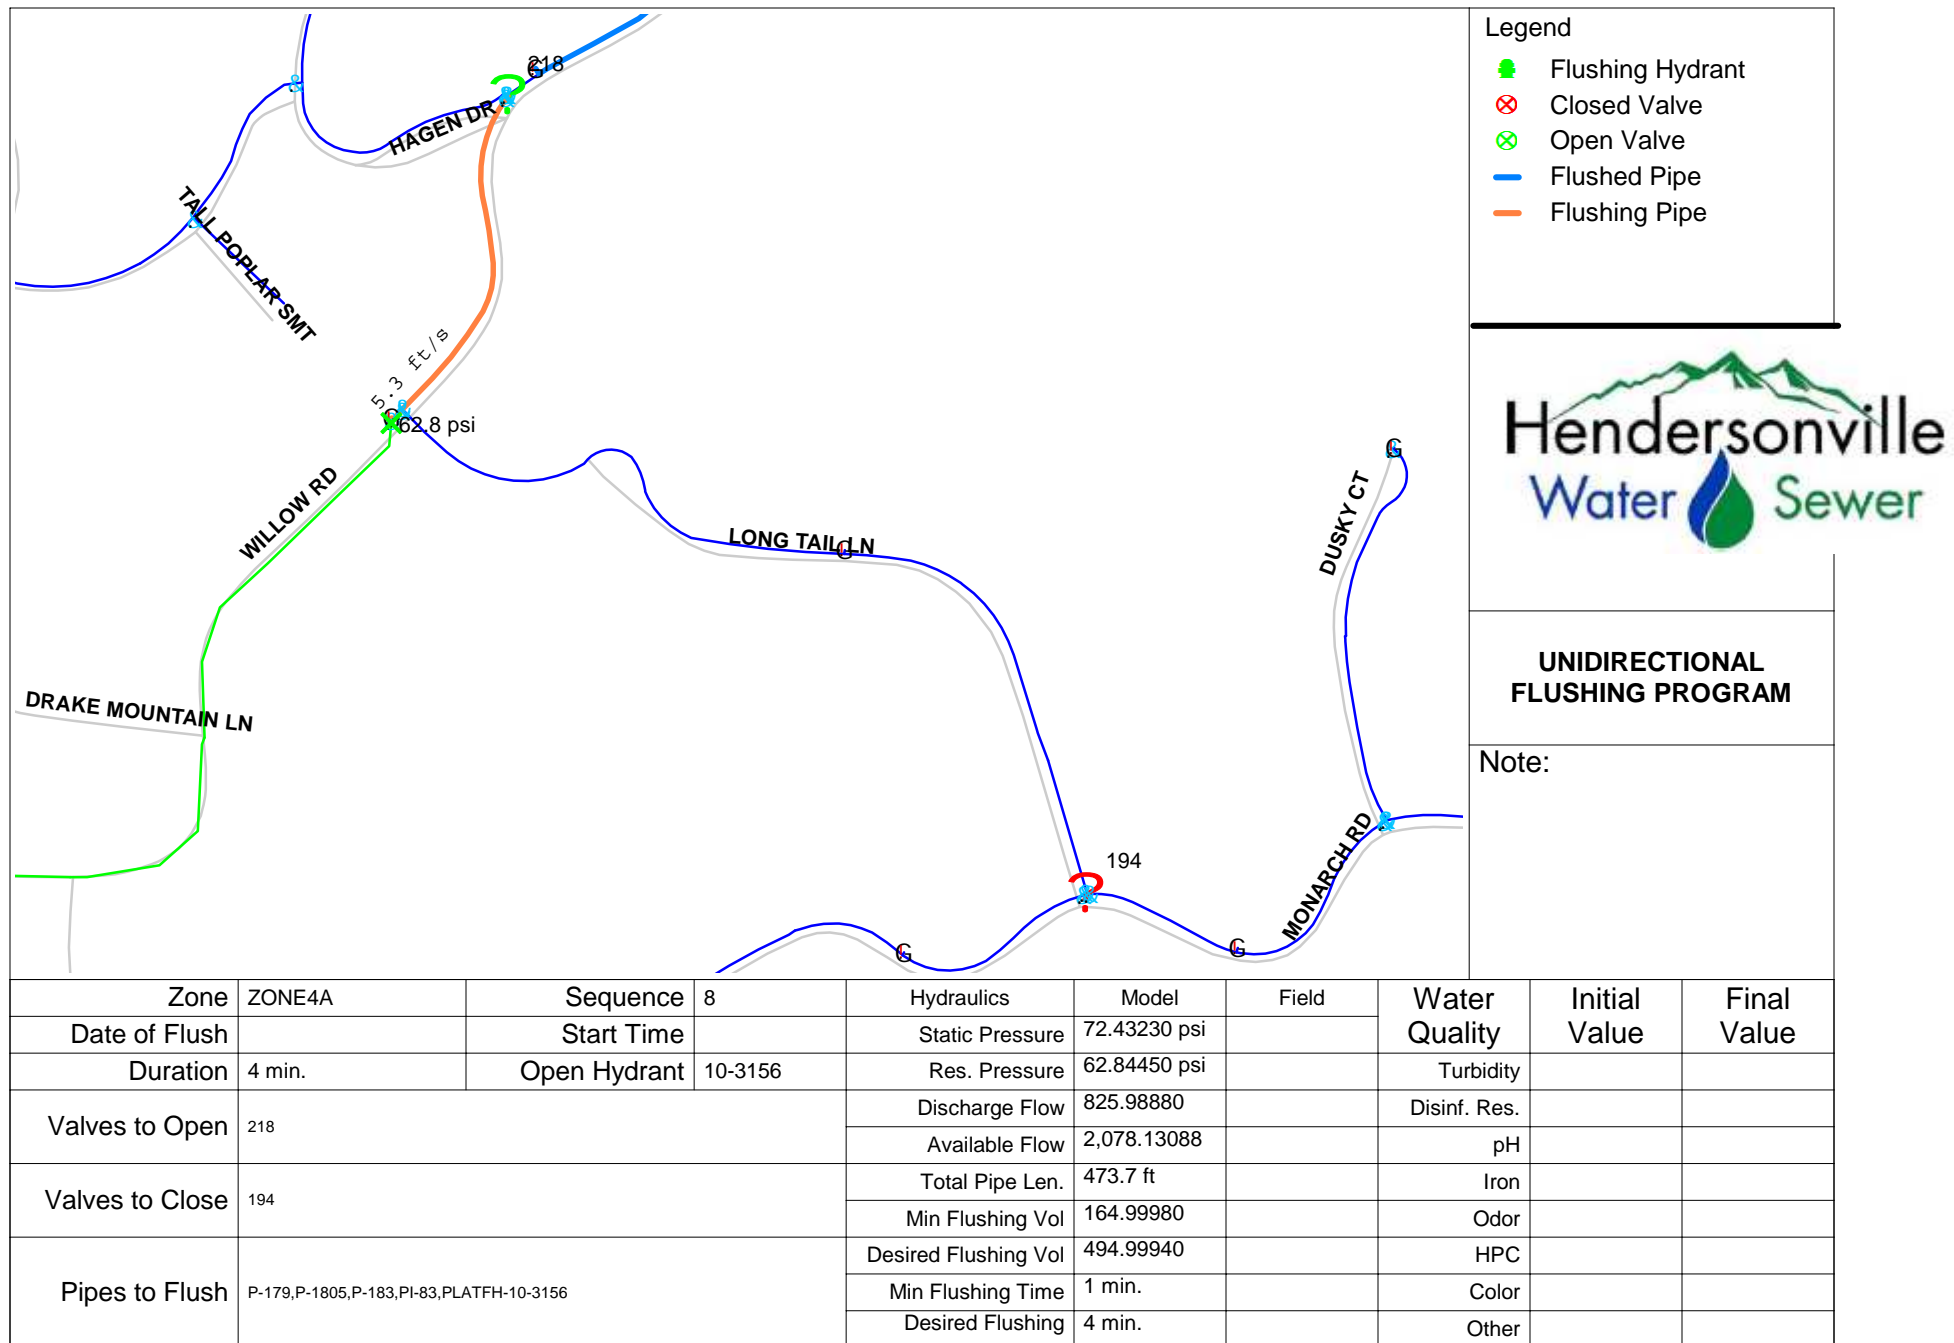 218
HAGEN DR
TALL POPLAR SMT
5.3 ft/s
62.8 psi
WILLOW RD
LONG TAIL LN
DUSKY CT
DRAKE MOUNTAIN LN
194
MONARCH RD
G
G
G
G
Legend
Flushing Hydrant
Closed Valve
Open Valve
Flushed Pipe
Flushing Pipe
Hendersonville
Water Sewer
UNIDIRECTIONAL
FLUSHING PROGRAM
Note:
Zone ZONE4A Sequence 8 Hydraulics Model Field Water Quality Initial Value Final Value
Date of Flush Start Time Static Pressure 72.43230 psi
Duration 4 min. Open Hydrant 10-3156 Res. Pressure 62.84450 psi Turbidity
Valves to Open 218 Discharge Flow 825.98880 Disinf. Res.
Available Flow 2,078.13088 pH
Valves to Close 194 Total Pipe Len. 473.7 ft Iron
Min Flushing Vol 164.99980 Odor
Pipes to Flush P-179,P-1805,P-183,PI-83,PLATFH-10-3156 Desired Flushing Vol 494.99940 HPC
Min Flushing Time 1 min. Color
Desired Flushing 4 min. Other